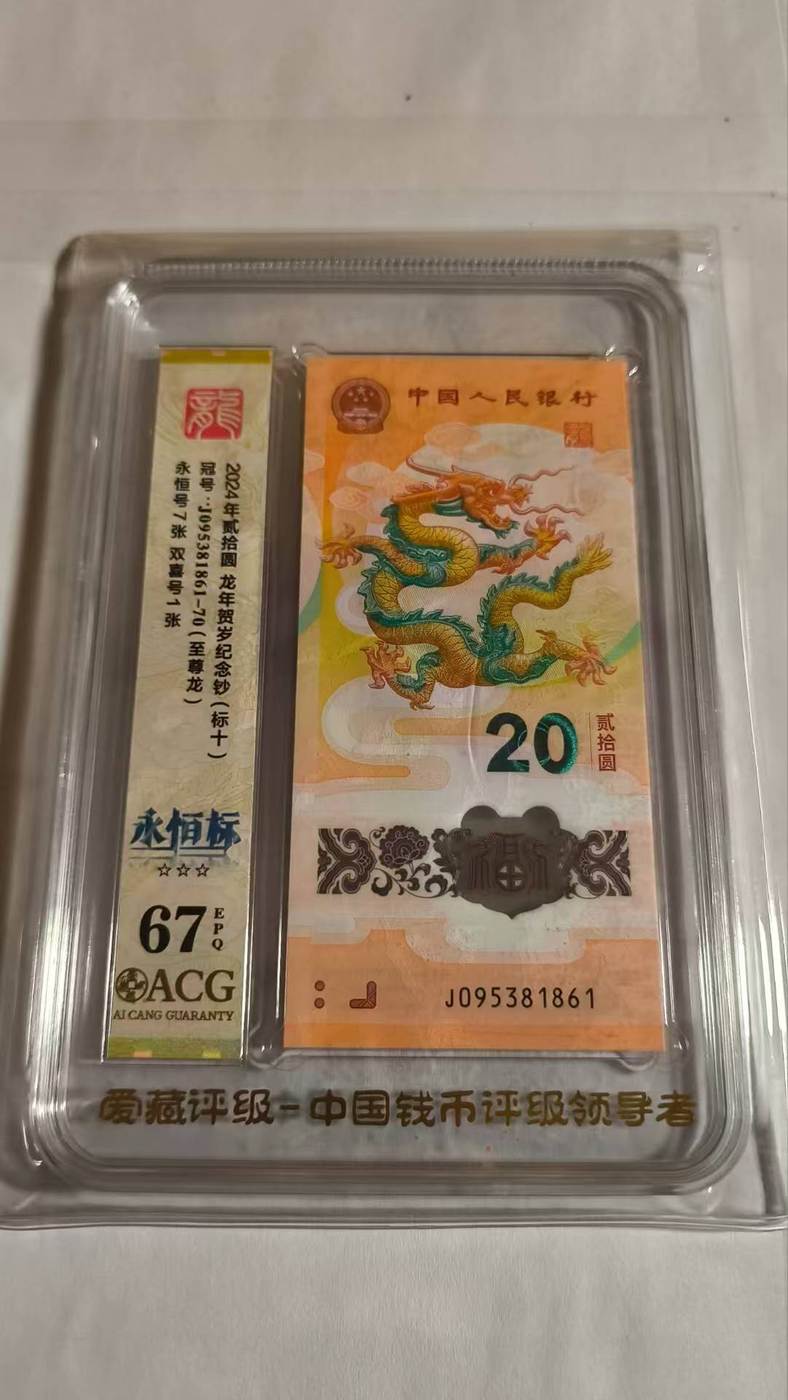 龍
2024年贰拾圆 龙年贺岁纪念钞(标十)
冠号:J095381861-70(至尊龙)
永恒号7张 双喜号1张
永恒标
☆☆☆
67 EPQ
ACG
AI CANG GUARANTY
中国人民银行
20
贰拾圆
福
J095381861
爱藏评级-中国钱币评级领导者